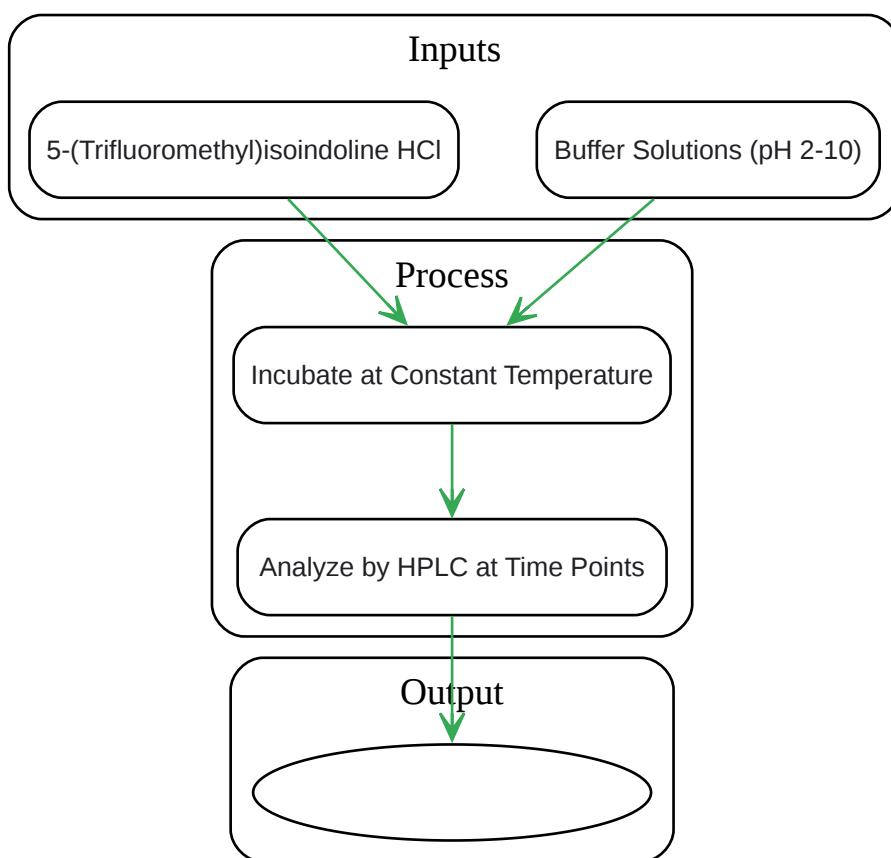 Inputs
5-(Trifluoromethyl)isoindoline HCl
Buffer Solutions (pH 2-10)
Process
Incubate at Constant Temperature
Analyze by HPLC at Time Points
Output